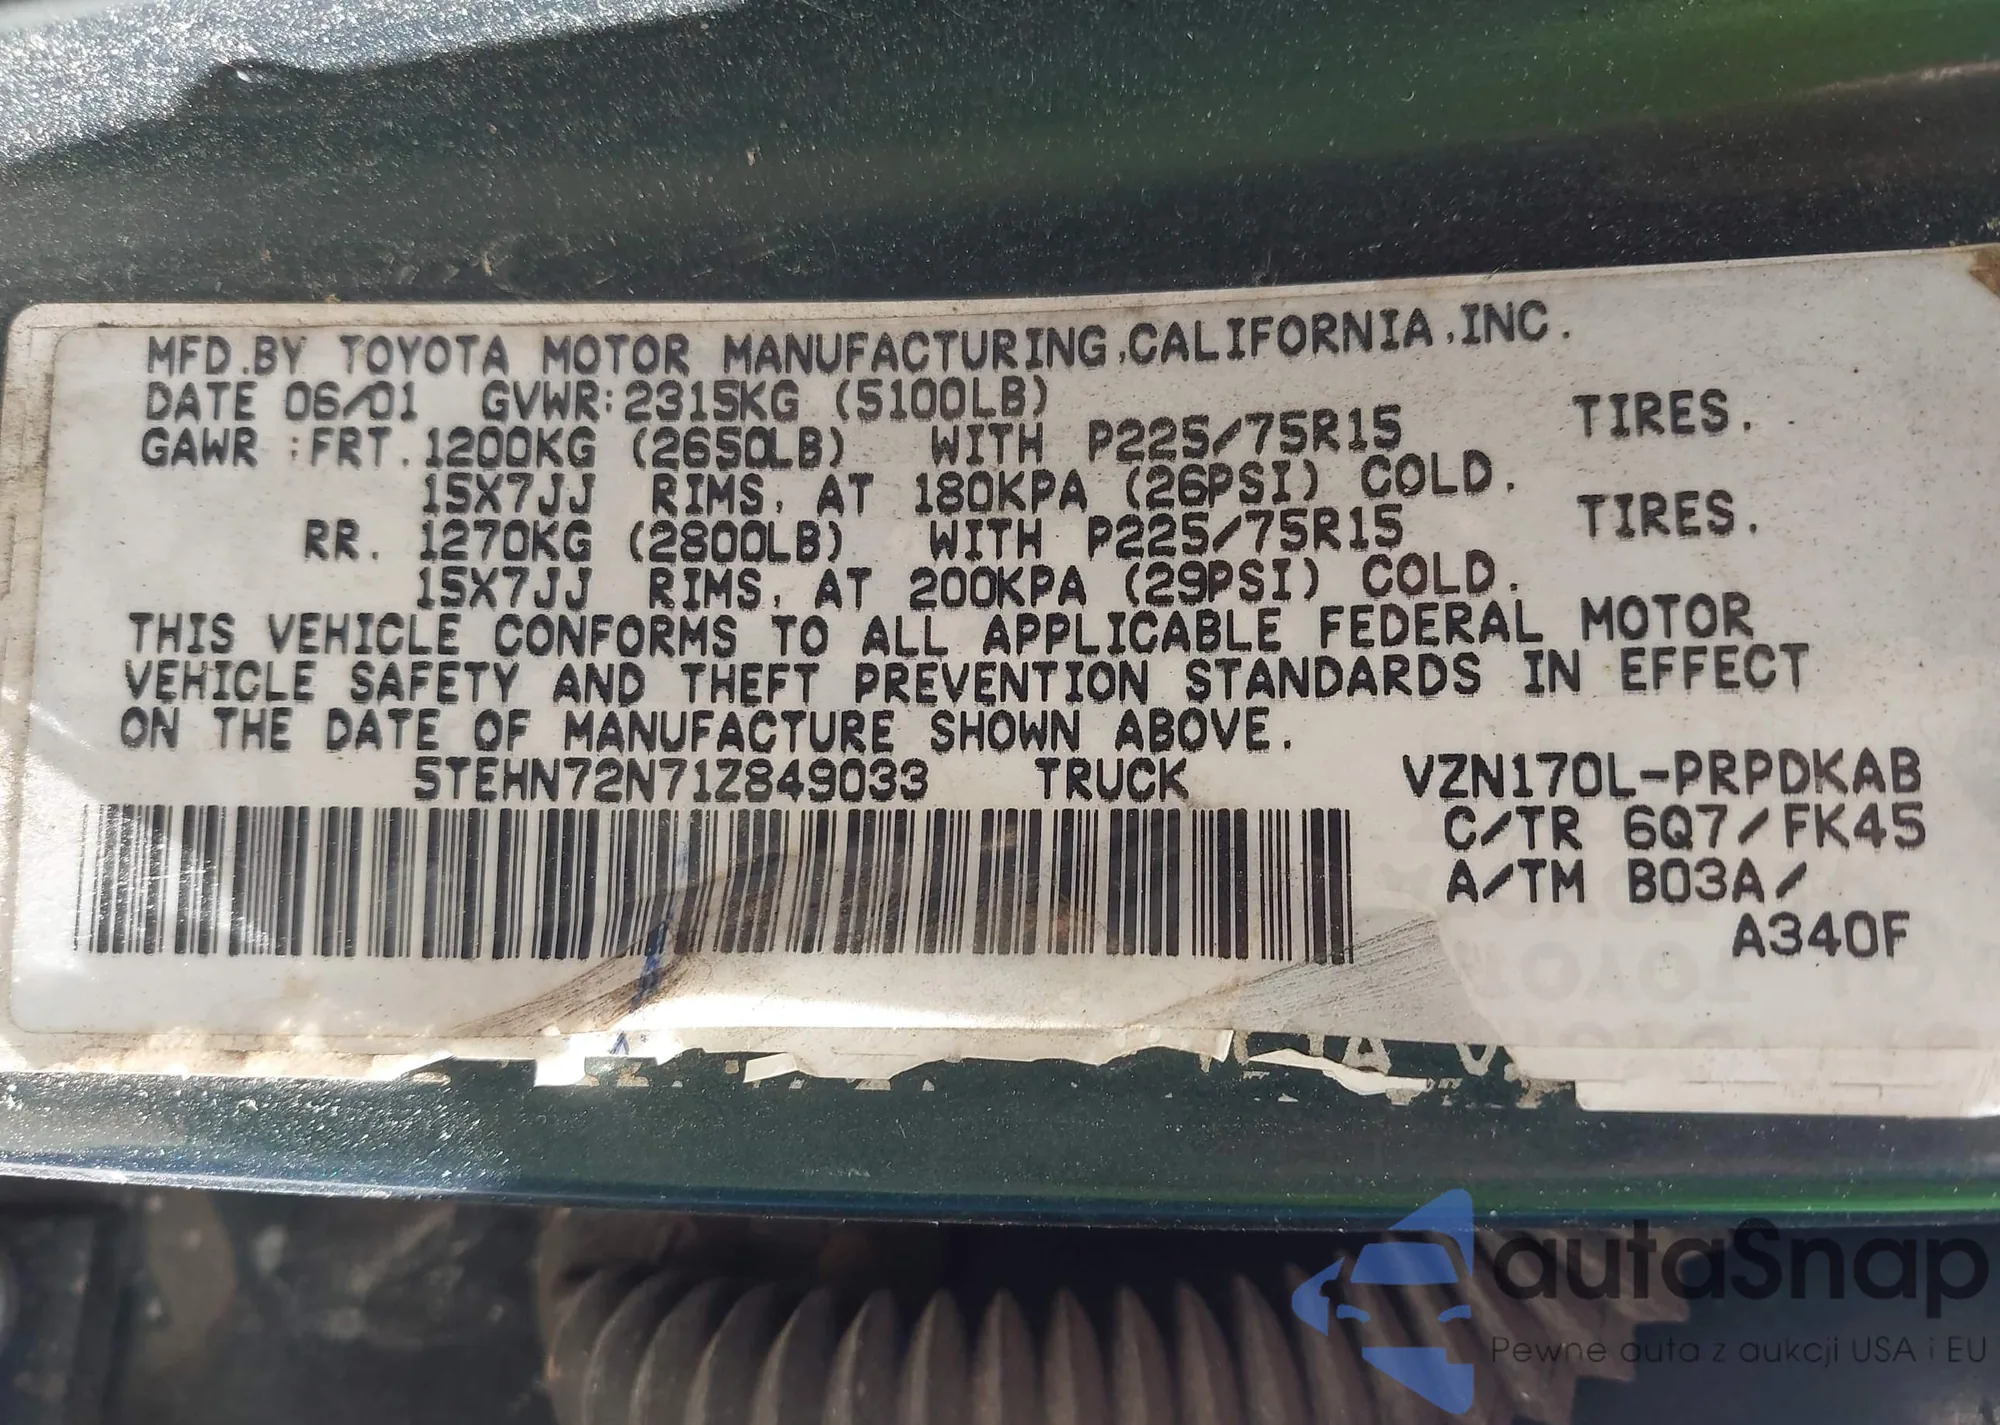 MFD.BY TOYOTA MOTOR MANUFACTURING,CALIFORNIA,INC.
DATE 06/01 GVWR:2315KG (5100LB)
GAWR :FRT.1200KG (2650LB) WITH P225/75R15 TIRES.
15X7JJ RIMS, AT 180KPA (26PSI) COLD.
RR. 1270KG (2800LB) WITH P225/75R15 TIRES.
15X7JJ RIMS, AT 200KPA (29PSI) COLD.
THIS VEHICLE CONFORMS TO ALL APPLICABLE FEDERAL MOTOR
VEHICLE SAFETY AND THEFT PREVENTION STANDARDS IN EFFECT
ON THE DATE OF MANUFACTURE SHOWN ABOVE.
5TEHN72N71Z849033 TRUCK VZN170L-PRPDKAB
C/TR 6Q7/FK45
A/TM B03A/
A340F
autaSnap
Pewne auta z aukcji USA i EU